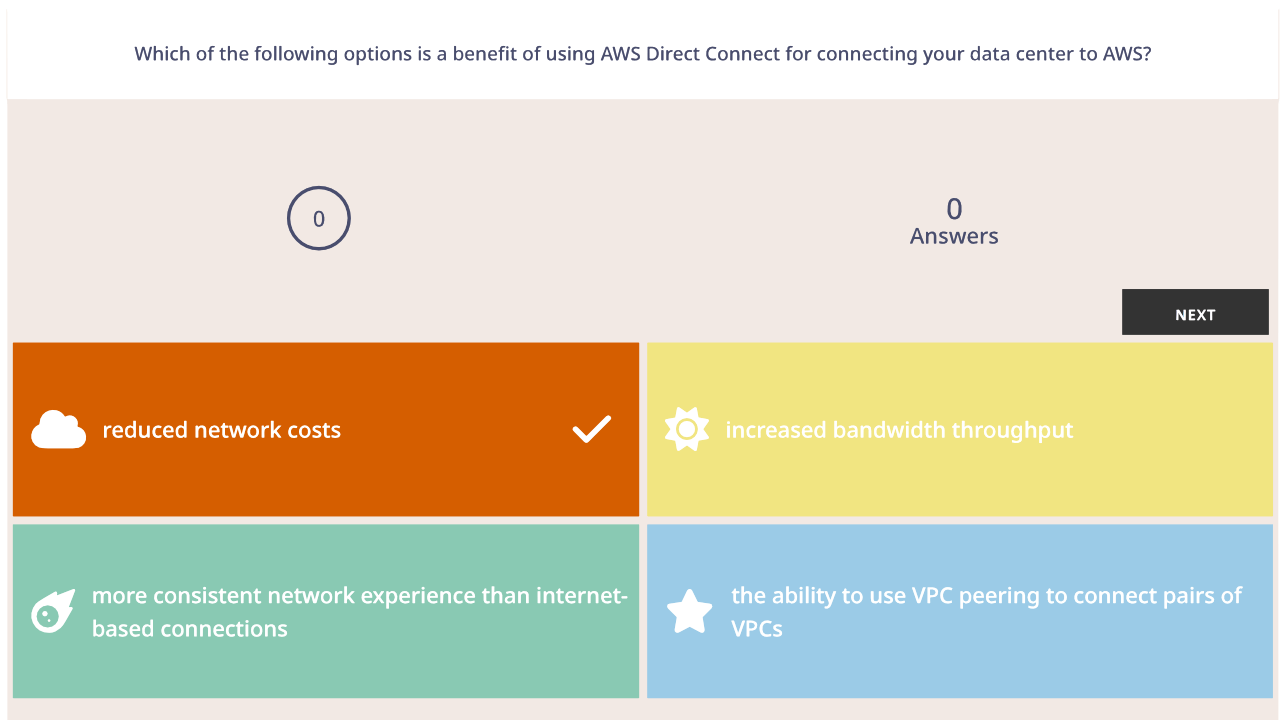 Which of the following options is a benefit of using AWS Direct Connect for connecting your data center to AWS?
0
0
Answers
NEXT
reduced network costs
increased bandwidth throughput
more consistent network experience than internet-
based connections
the ability to use VPC peering to connect pairs of
VPCs